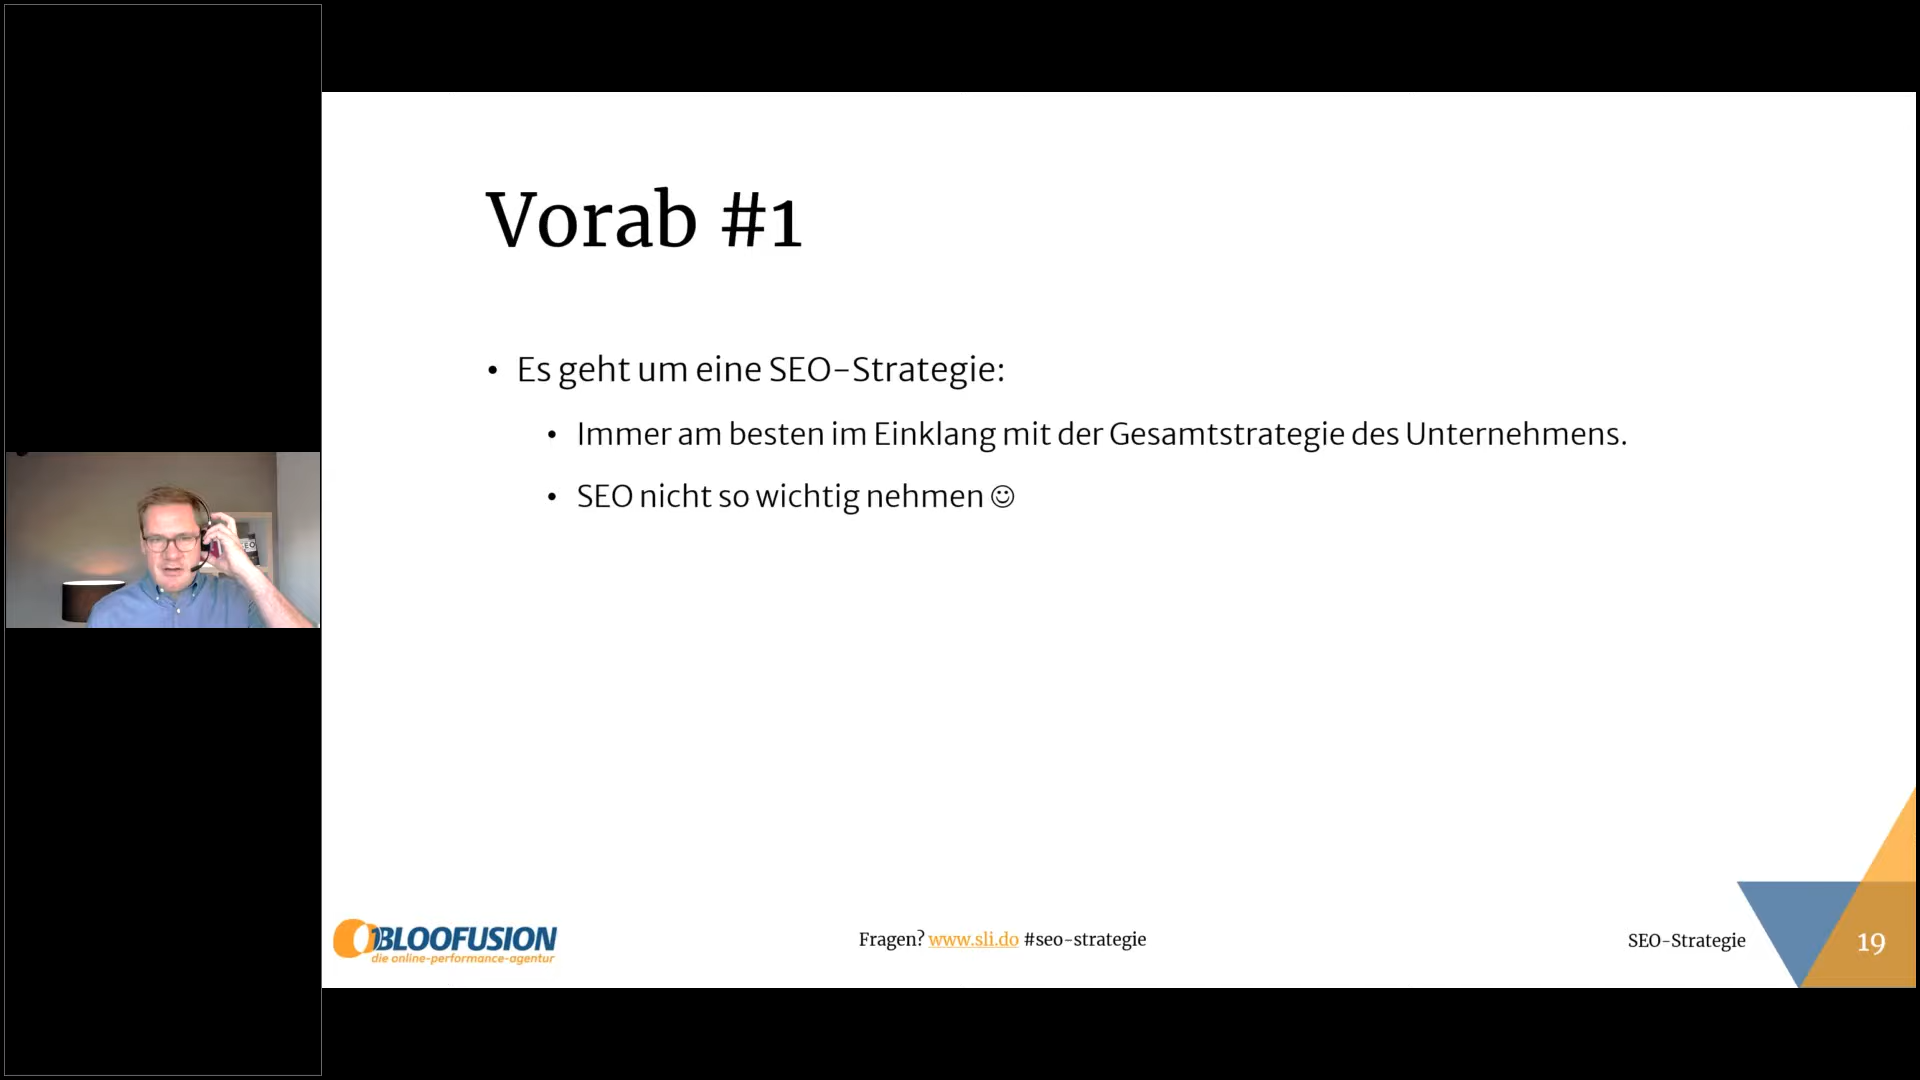 Vorab #1
• Es geht um eine SEO-Strategie:
• Immer am besten im Einklang mit der Gesamtstrategie des Unternehmens.
• SEO nicht so wichtig nehmen ☺
BLOOFUSION
die online-performance-agentur
Fragen? www.sli.do #seo-strategie
SEO-Strategie
19